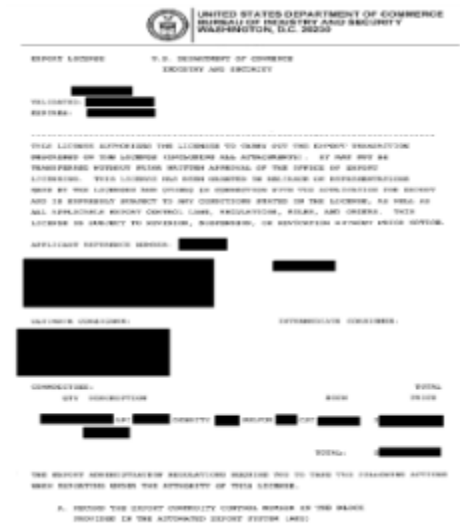 UNITED STATES DEPARTMENT OF COMMERCE
BUREAU OF INDUSTRY AND SECURITY
WASHINGTON, D.C. 20230
EXPORT LICENSE U.S. DEPARTMENT OF COMMERCE
INDUSTRY AND SECURITY
VALIDATED:
EXPIRES:
THIS LICENSE AUTHORIZES THE LICENSEE TO CARRY OUT THE EXPORT TRANSACTION
DESCRIBED ON THE LICENSE (INCLUDING ALL ATTACHMENTS). IT MAY NOT BE
TRANSFERRED WITHOUT PRIOR WRITTEN APPROVAL OF THE OFFICE OF EXPORT
LICENSING. THIS LICENSE HAS BEEN GRANTED IN RELIANCE ON REPRESENTATIONS
MADE BY THE LICENSEE AND OTHERS IN CONNECTION WITH THE APPLICATION FOR EXPORT
AND IS EXPRESSLY SUBJECT TO ANY CONDITIONS STATED ON THE LICENSE, AS WELL AS
ALL APPLICABLE EXPORT CONTROL LAWS, REGULATIONS, RULES, AND ORDERS. THIS
LICENSE IS SUBJECT TO REVISION, SUSPENSION, OR REVOCATION WITHOUT PRIOR NOTICE.
APPLICANT REFERENCE NUMBER:
ULTIMATE CONSIGNEE: INTERMEDIATE CONSIGNEE:
COMMODITIES: TOTAL
QTY DESCRIPTION ECCN PRICE
TOTAL: $
THE EXPORT ADMINISTRATION REGULATIONS REQUIRE YOU TO TAKE THE FOLLOWING ACTIONS
WHEN EXPORTING UNDER THE AUTHORITY OF THIS LICENSE.
A. RECORD THE EXPORT COMMODITY CONTROL NUMBER IN THE BLOCK
PROVIDED IN THE AUTOMATED EXPORT SYSTEM (AES)